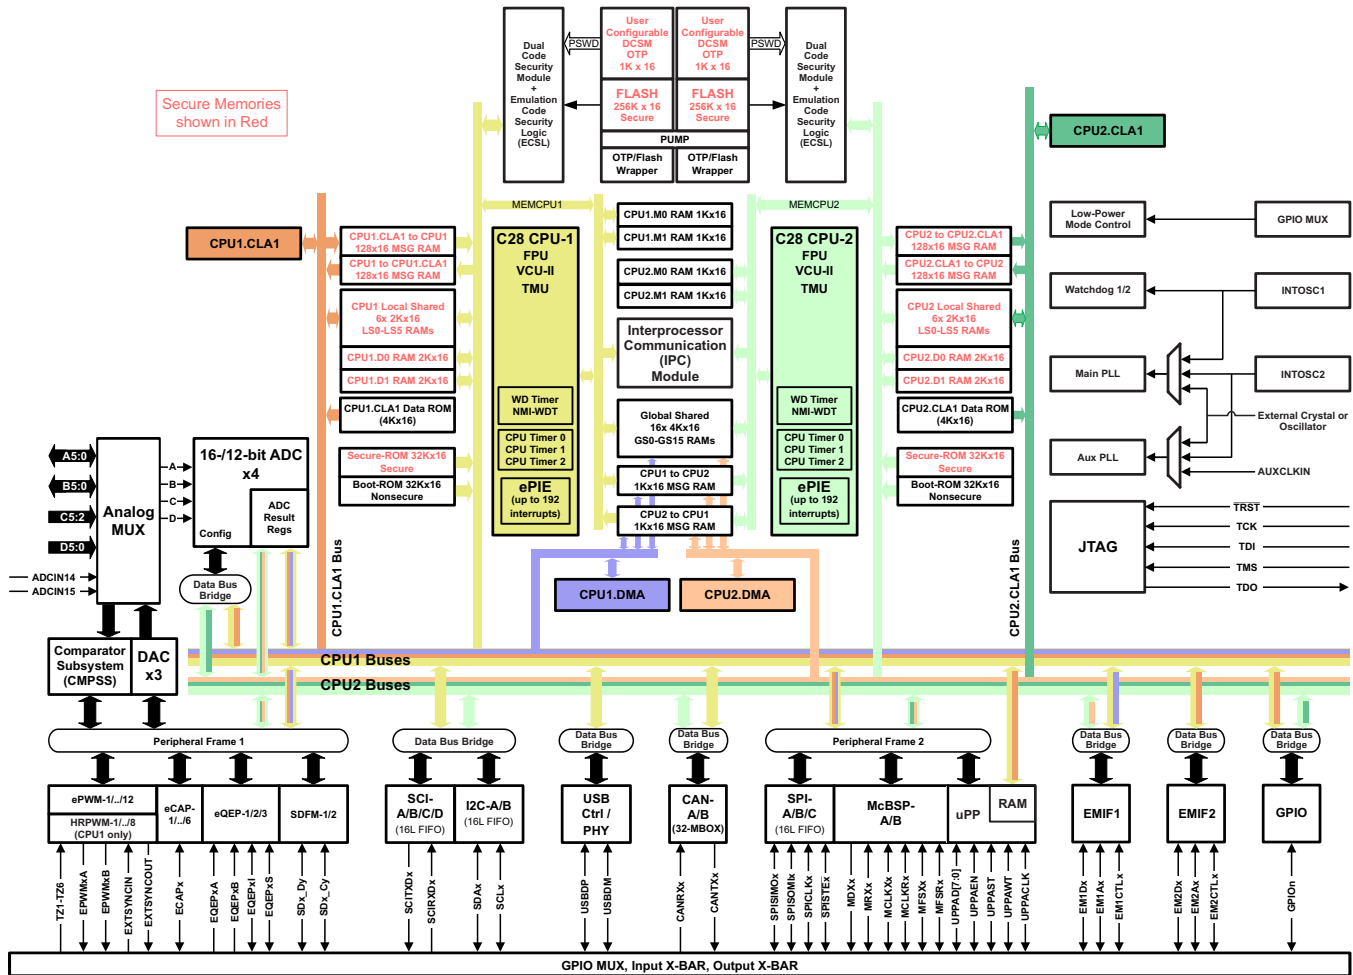 Secure Memories
shown in Red
Dual
Code
Security
Module
+
Emulation
Code
Security
Logic
(ECSL)
PSWD
User
Configurable
DCSM
OTP
1K x 16
User
Configurable
DCSM
OTP
1K x 16
PSWD
FLASH
256K x 16
Secure
FLASH
256K x 16
Secure
PUMP
OTP/Flash
Wrapper
OTP/Flash
Wrapper
Dual
Code
Security
Module
+
Emulation
Code
Security
Logic
(ECSL)
CPU2.CLA1
CPU1.CLA1
MEMCPU1
MEMCPU2
CPU1.CLA1 to CPU1
128x16 MSG RAM
CPU1 to CPU1.CLA1
128x16 MSG RAM
CPU1 Local Shared
6x 2Kx16
LS0-LS5 RAMs
CPU1.D0 RAM 2Kx16
CPU1.D1 RAM 2Kx16
CPU1.CLA1 Data ROM
(4Kx16)
Secure-ROM 32Kx16
Secure
Boot-ROM 32Kx16
Nonsecure
C28 CPU-1
FPU
VCU-II
TMU
WD Timer
NMI-WDT
CPU Timer 0
CPU Timer 1
CPU Timer 2
ePIE
(up to 192
interrupts)
CPU1.M0 RAM 1Kx16
CPU1.M1 RAM 1Kx16
CPU2.M0 RAM 1Kx16
CPU2.M1 RAM 1Kx16
Interprocessor
Communication
(IPC)
Module
Global Shared
16x 4Kx16
GS0-GS15 RAMs
CPU1 to CPU2
1Kx16 MSG RAM
CPU2 to CPU1
1Kx16 MSG RAM
C28 CPU-2
FPU
VCU-II
TMU
WD Timer
NMI-WDT
CPU Timer 0
CPU Timer 1
CPU Timer 2
ePIE
(up to 192
interrupts)
CPU2 to CPU2.CLA1
128x16 MSG RAM
CPU2.CLA1 to CPU2
128x16 MSG RAM
CPU2 Local Shared
6x 2Kx16
LS0-LS5 RAMs
CPU2.D0 RAM 2Kx16
CPU2.D1 RAM 2Kx16
CPU2.CLA1 Data ROM
(4Kx16)
Secure-ROM 32Kx16
Secure
Boot-ROM 32Kx16
Nonsecure
Low-Power
Mode Control
GPIO MUX
Watchdog 1/2
INTOSC1
Main PLL
INTOSC2
External Crystal or
Oscillator
Aux PLL
AUXCLKIN
JTAG
TRST
TCK
TDI
TMS
TDO
A5:0
B5:0
C5:2
D5:0
ADCIN14
ADCIN15
Analog
MUX
A
B
C
D
16-/12-bit ADC
x4
ADC
Result
Regs
Config
Data Bus
Bridge
CPU1.CLA1 Bus
CPU2.CLA1 Bus
CPU1.DMA
CPU2.DMA
Comparator
Subsystem
(CMPSS)
DAC
x3
CPU1 Buses
CPU2 Buses
Peripheral Frame 1
Data Bus Bridge
Data Bus
Bridge
Data Bus
Bridge
Peripheral Frame 2
Data Bus
Bridge
Data Bus
Bridge
Data Bus
Bridge
ePWM-1/../12
HRPWM-1/../8
(CPU1 only)
eCAP-
1/../6
eQEP-1/2/3
SDFM-1/2
SCI-
A/B/C/D
(16L FIFO)
I2C-A/B
(16L FIFO)
USB
Ctrl /
PHY
CAN-
A/B
(32-MBOX)
SPI-
A/B/C
(16L FIFO)
McBSP-
A/B
uPP
RAM
EMIF1
EMIF2
GPIO
TZ1-TZ6
EPWMxA
EPWMxB
EXTSYNCIN
EXTSYNCOUT
ECAPx
EQEPxA
EQEPxB
EQEPxI
EQEPxS
SDx_Dy
SDx_Cy
SCITXDx
SCIRXDx
SDAx
SCLx
USBDP
USBDM
CANRXx
CANTXx
SPISIMOx
SPISOMIx
SPICLKx
SPISTEx
MDXx
MRXx
MCLKXx
MCLKRx
MFSXx
MFSRx
UPPAD[7:0]
UPPAEN
UPPAST
UPPAWT
UPPACLK
EM1Dx
EM1Ax
EM1CTLx
EM2Dx
EM2Ax
EM2CTLx
GPIOn
GPIO MUX, Input X-BAR, Output X-BAR